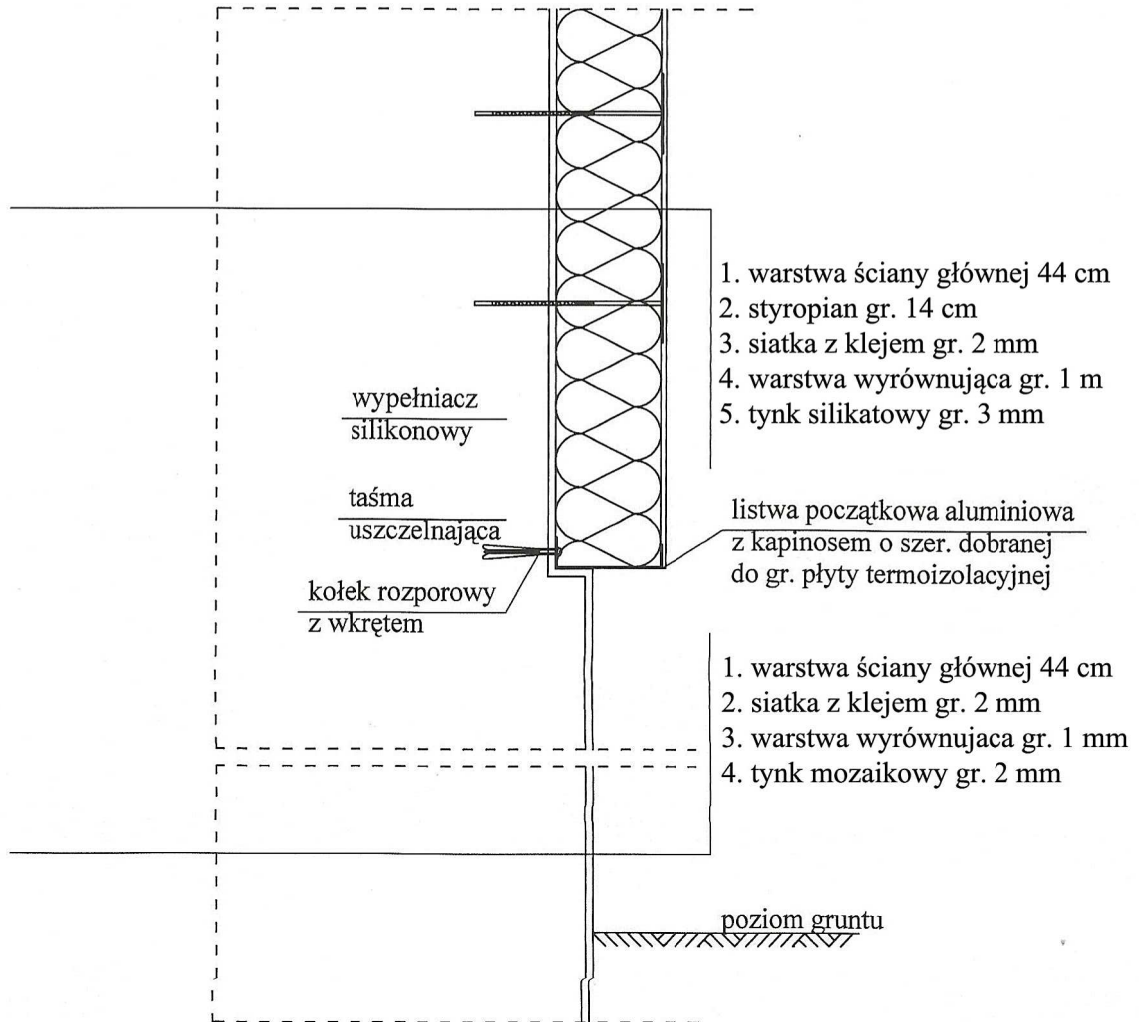 1. warstwa ściany głównej 44 cm
2. styropian gr. 14 cm
3. siatka z klejem gr. 2 mm
4. warstwa wyrównująca gr. 1 m
5. tynk silikatowy gr. 3 mm
wypełniacz
silikonowy
taśma
uszczelnająca
kołek rozporowy
z wkrętem
listwa początkowa aluminiowa
z kapinosem o szer. dobranej
do gr. płyty termoizolacyjnej
1. warstwa ściany głównej 44 cm
2. siatka z klejem gr. 2 mm
3. warstwa wyrównujaca gr. 1 mm
4. tynk mozaikowy gr. 2 mm
poziom gruntu